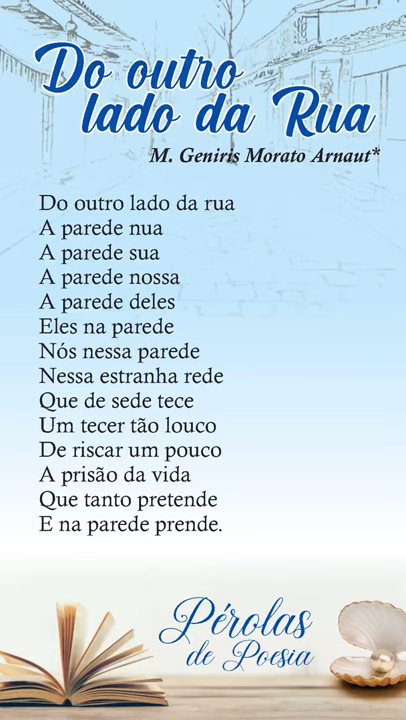 Do outro
lado da Rua
M. Geniris Morato Arnaut*
Do outro lado da rua
A parede nua
A parede sua
A parede nossa
A parede deles
Eles na parede
Nós nessa parede
Nessa estranha rede
Que de sede tece
Um tecer tão louco
De riscar um pouco
A prisão da vida
Que tanto pretende
E na parede prende.
Pérolas
de Poesia